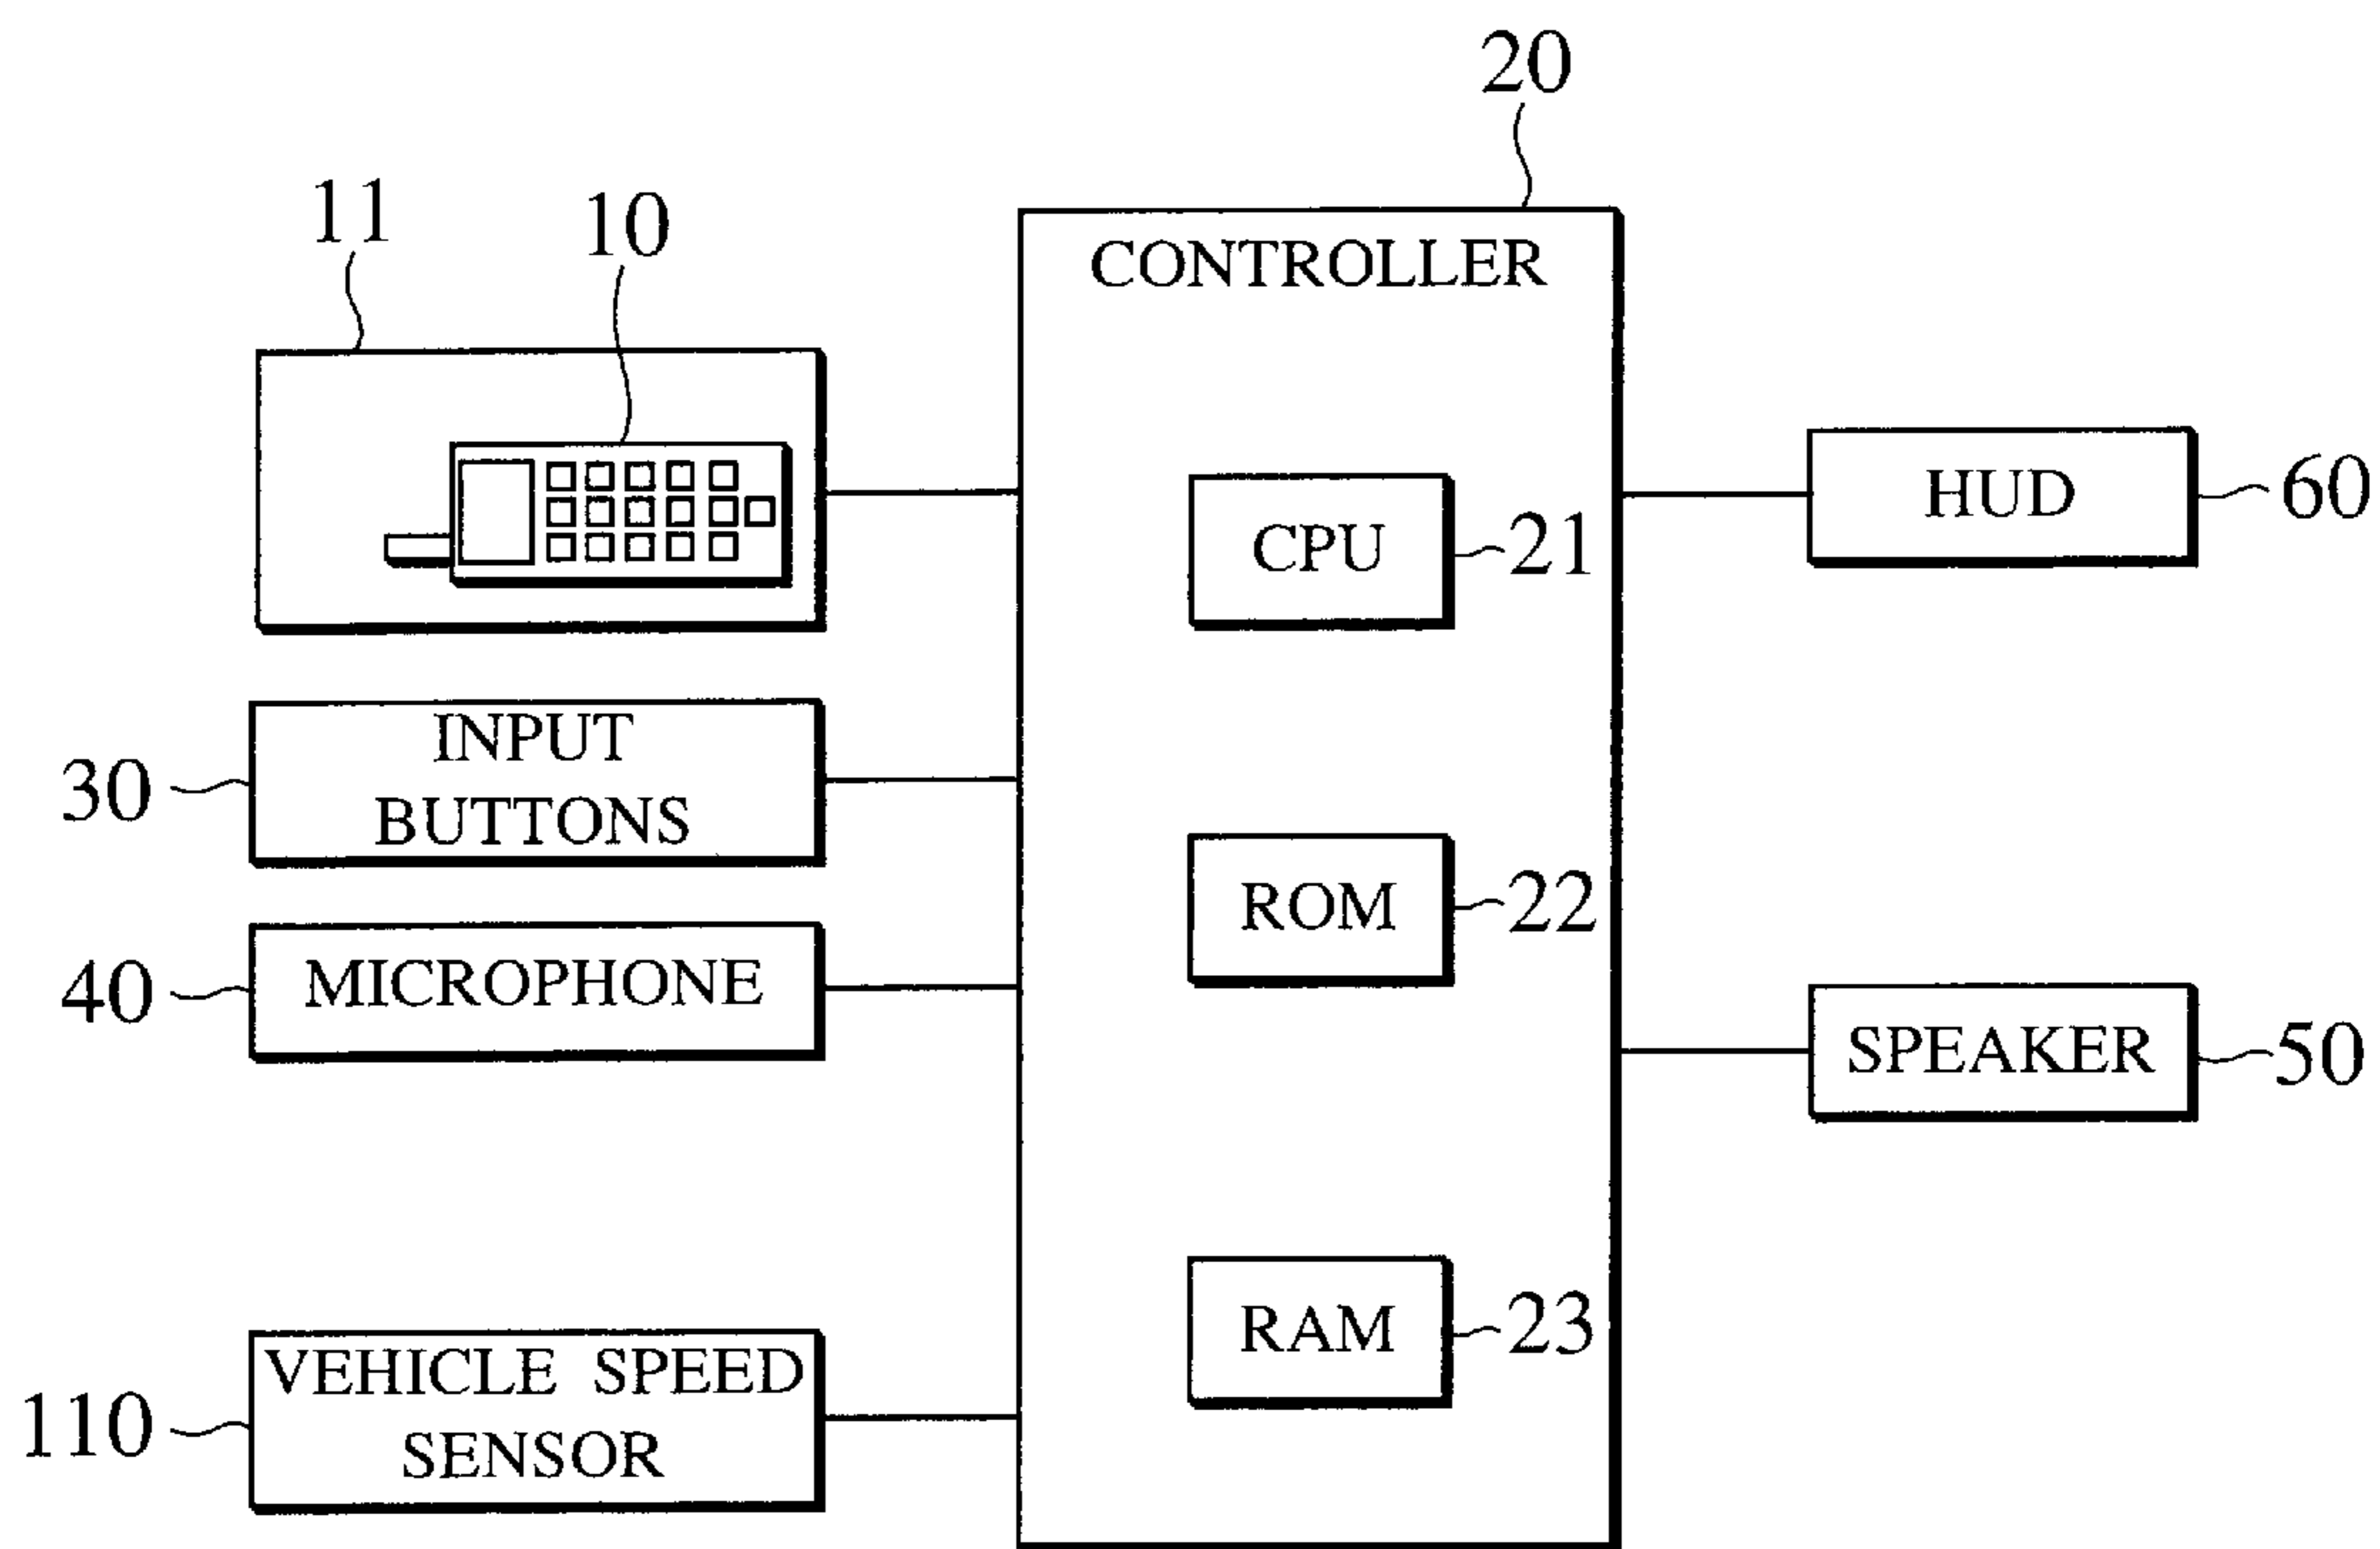 20
11
10
CONTROLLER
HUD
60
CPU
21
INPUT
BUTTONS
30
ROM
22
MICROPHONE
40
SPEAKER
50
RAM
23
VEHICLE SPEED
SENSOR
110